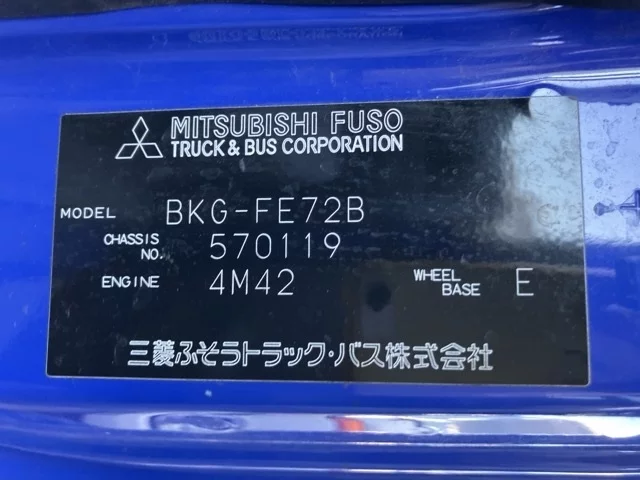 MITSUBISHI FUSO
TRUCK & BUS CORPORATION
MODEL BKG-FE72B
CHASSIS NO. 570119
ENGINE 4M42 WHEEL BASE E
三菱ふそうトラック・バス株式会社